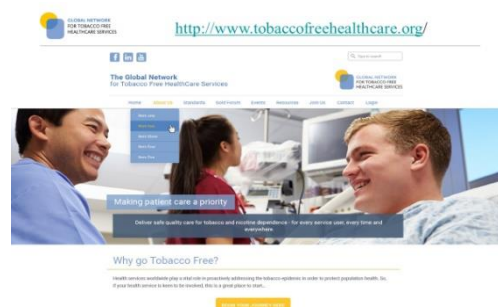 GLOBAL NETWORK
FOR TOBACCO FREE
HEALTHCARE SERVICES
http://www.tobaccofreehealthcare.org/
f in
The Global Network
for Tobacco Free HealthCare Services
GLOBAL NETWORK
FOR TOBACCO FREE
HEALTHCARE SERVICES
Home About Us Standards Gold Forum Events Resources Join Us Contact Login
Making patient care a priority
Deliver safe quality care for tobacco and nicotine dependence - for every service user, every time and
everywhere
Why go Tobacco Free?
Health services worldwide play a vital role in proactively addressing the tobacco epidemic in order to protect population health. So,
if your health service is keen to be involved, this is a great place to start...